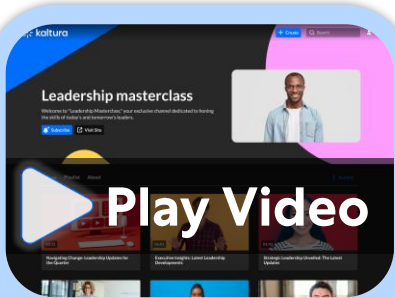 kaltura
+ Create
Search
Leadership masterclass
Welcome to "Leadership Masterclass," your exclusive channel dedicated to honing
the skills of today's and tomorrow's leaders.
Subscribe
Visit Site
Playlist
About
Play Video
Navigating Change: Leadership Updates for
the Quarter
Executive Insights: Latest Leadership
Developments
Strategic Leadership Unveiled: The Latest
Updates